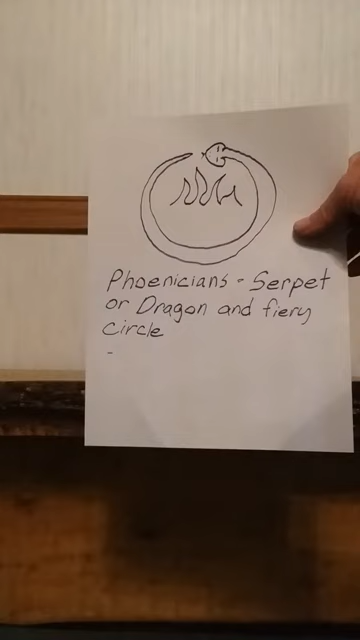 Phoenicians - Serpet
or Dragon and fiery
circle
-